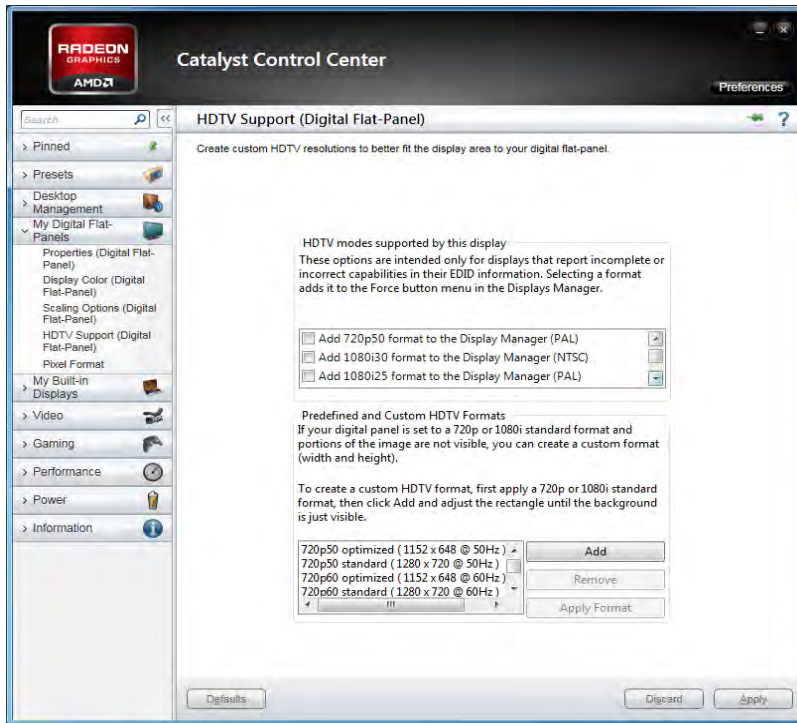 RADEON
GRAPHICS
AMD
Catalyst Control Center
Preferences
Search
<<
HDTV Support (Digital Flat-Panel)
?
Create custom HDTV resolutions to better fit the display area to your digital flat-panel.
> Pinned
> Presets
> Desktop
Management
My Digital Flat-
Panels
Properties (Digital Flat-
Panel)
Display Color (Digital
Flat-Panel)
Scaling Options (Digital
Flat-Panel)
HDTV Support (Digital
Flat-Panel)
Pixel Format
> My Built-in
Displays
> Video
> Gaming
> Performance
> Power
> Information
HDTV modes supported by this display
These options are intended only for displays that report incomplete or
incorrect capabilities in their EDID information. Selecting a format
adds it to the Force button menu in the Displays Manager.
Add 720p50 format to the Display Manager (PAL)
Add 1080i30 format to the Display Manager (NTSC)
Add 1080i25 format to the Display Manager (PAL)
Predefined and Custom HDTV Formats
If your digital panel is set to a 720p or 1080i standard format and
portions of the image are not visible, you can create a custom format
(width and height).
To create a custom HDTV format, first apply a 720p or 1080i standard
format, then click Add and adjust the rectangle until the background
is just visible.
720p50 optimized ( 1152 x 648 @ 50Hz )
720p50 standard ( 1280 x 720 @ 50Hz )
720p60 optimized ( 1152 x 648 @ 60Hz )
720p60 standard ( 1280 x 720 @ 60Hz )
Add
Remove
Apply Format
Defaults
Discard
Apply